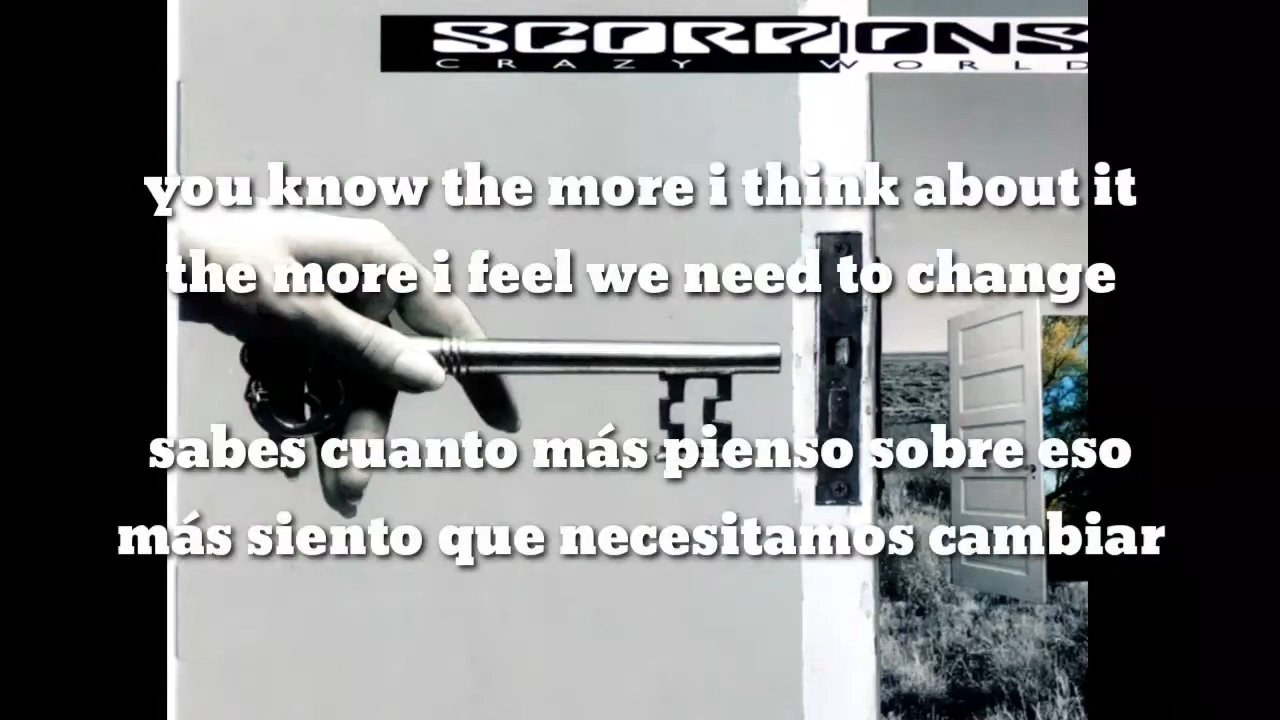 SCORPIONS
CRAZY WORLD
you know the more i think about it
the more i feel we need to change
sabes cuanto más pienso sobre eso
más siento que necesitamos cambiar